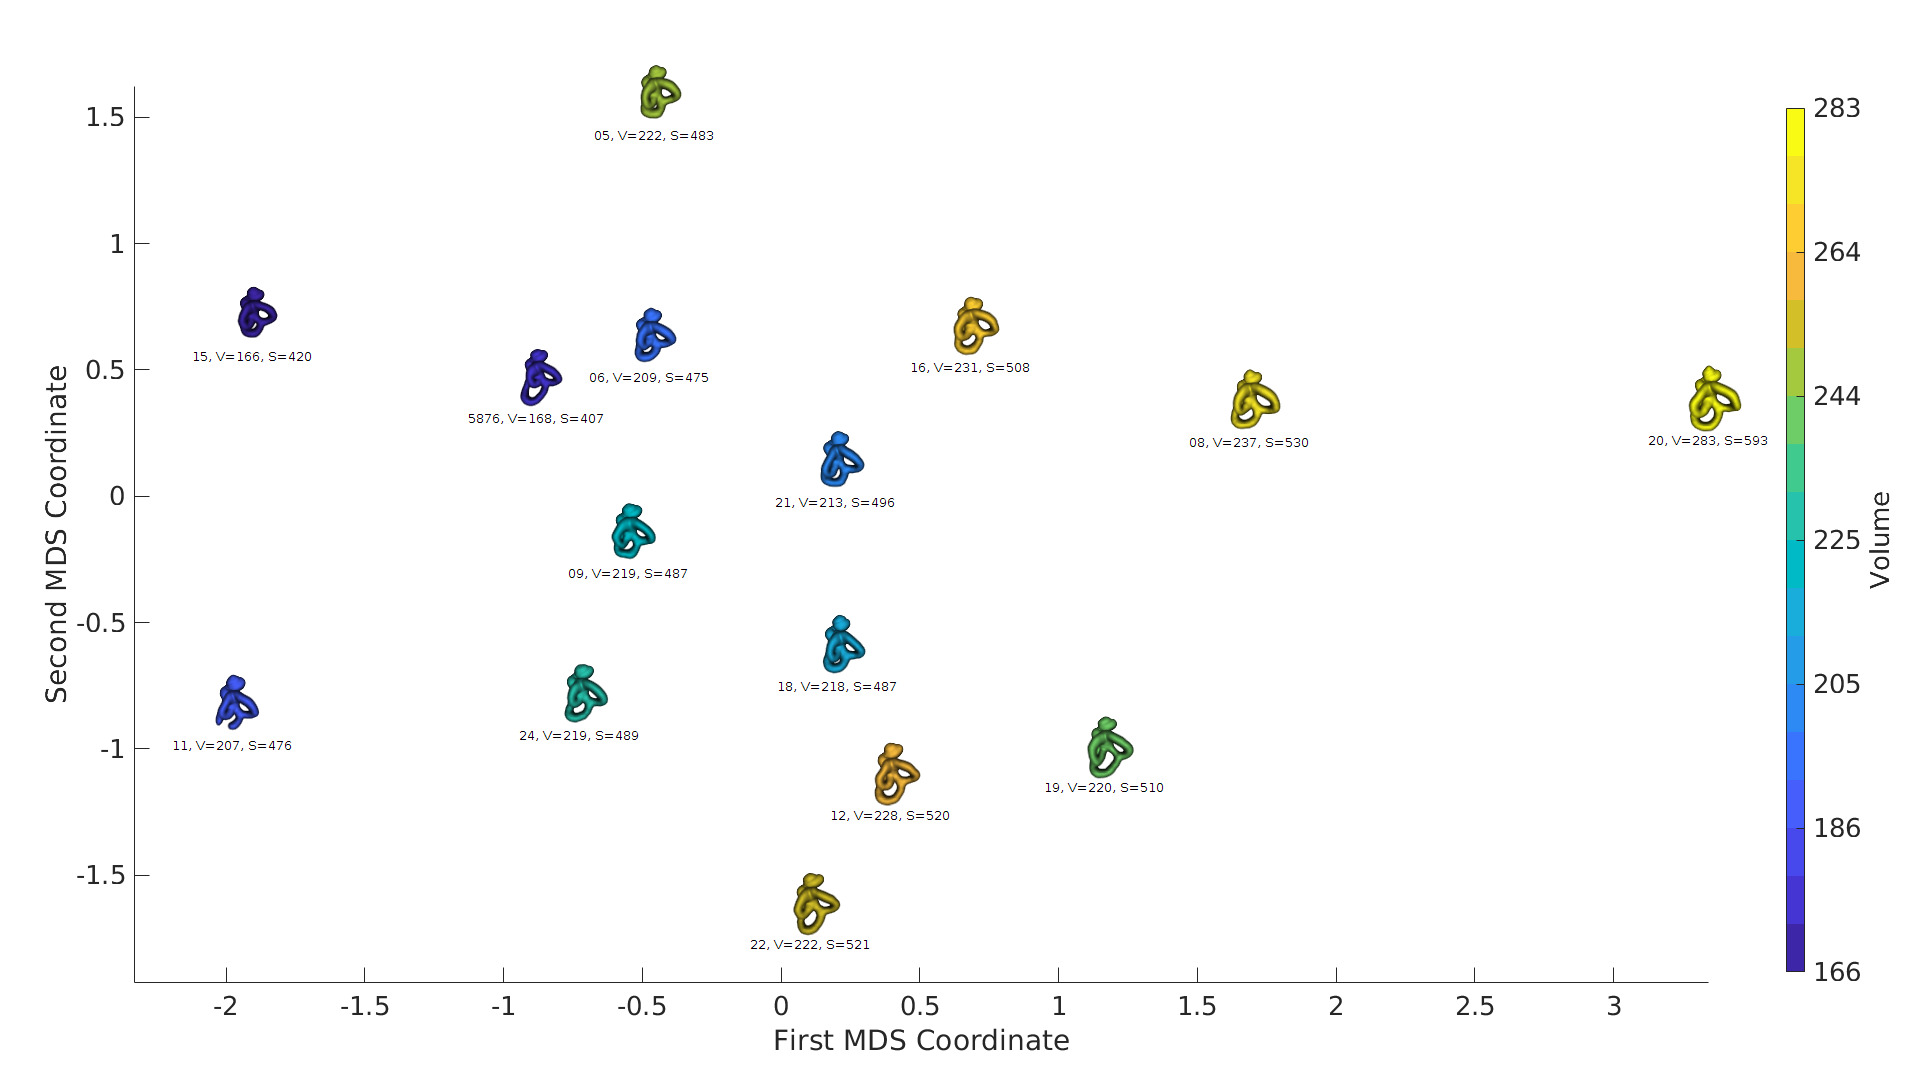 05, V=222, S=483
15, V=166, S=420
5876, V=168, S=407
06, V=209, S=475
16, V=231, S=508
08, V=237, S=530
20, V=283, S=593
21, V=213, S=496
09, V=219, S=487
18, V=218, S=487
11, V=207, S=476
24, V=219, S=489
12, V=228, S=520
19, V=220, S=510
22, V=222, S=521
1.5
1
0.5
0
-0.5
-1
-1.5
Second MDS Coordinate
-2
-1.5
-1
-0.5
0
0.5
1
1.5
2
2.5
3
First MDS Coordinate
283
264
244
225
205
186
166
Volume